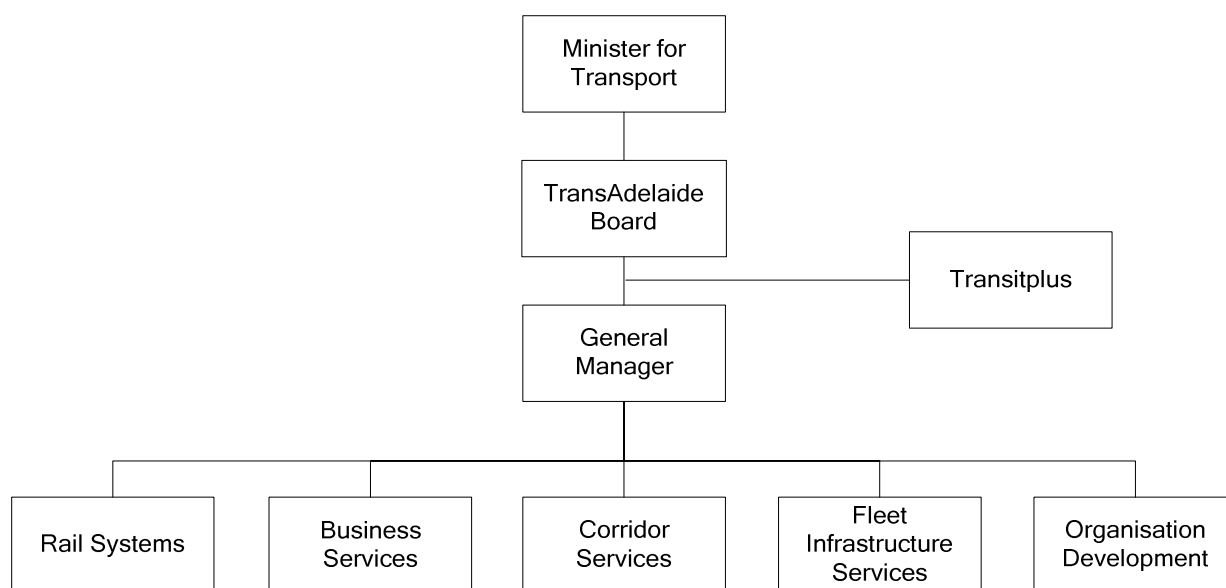 Minister for
Transport
TransAdelaide
Board
Transitplus
General
Manager
Rail Systems
Business
Services
Corridor
Services
Fleet
Infrastructure
Services
Organisation
Development